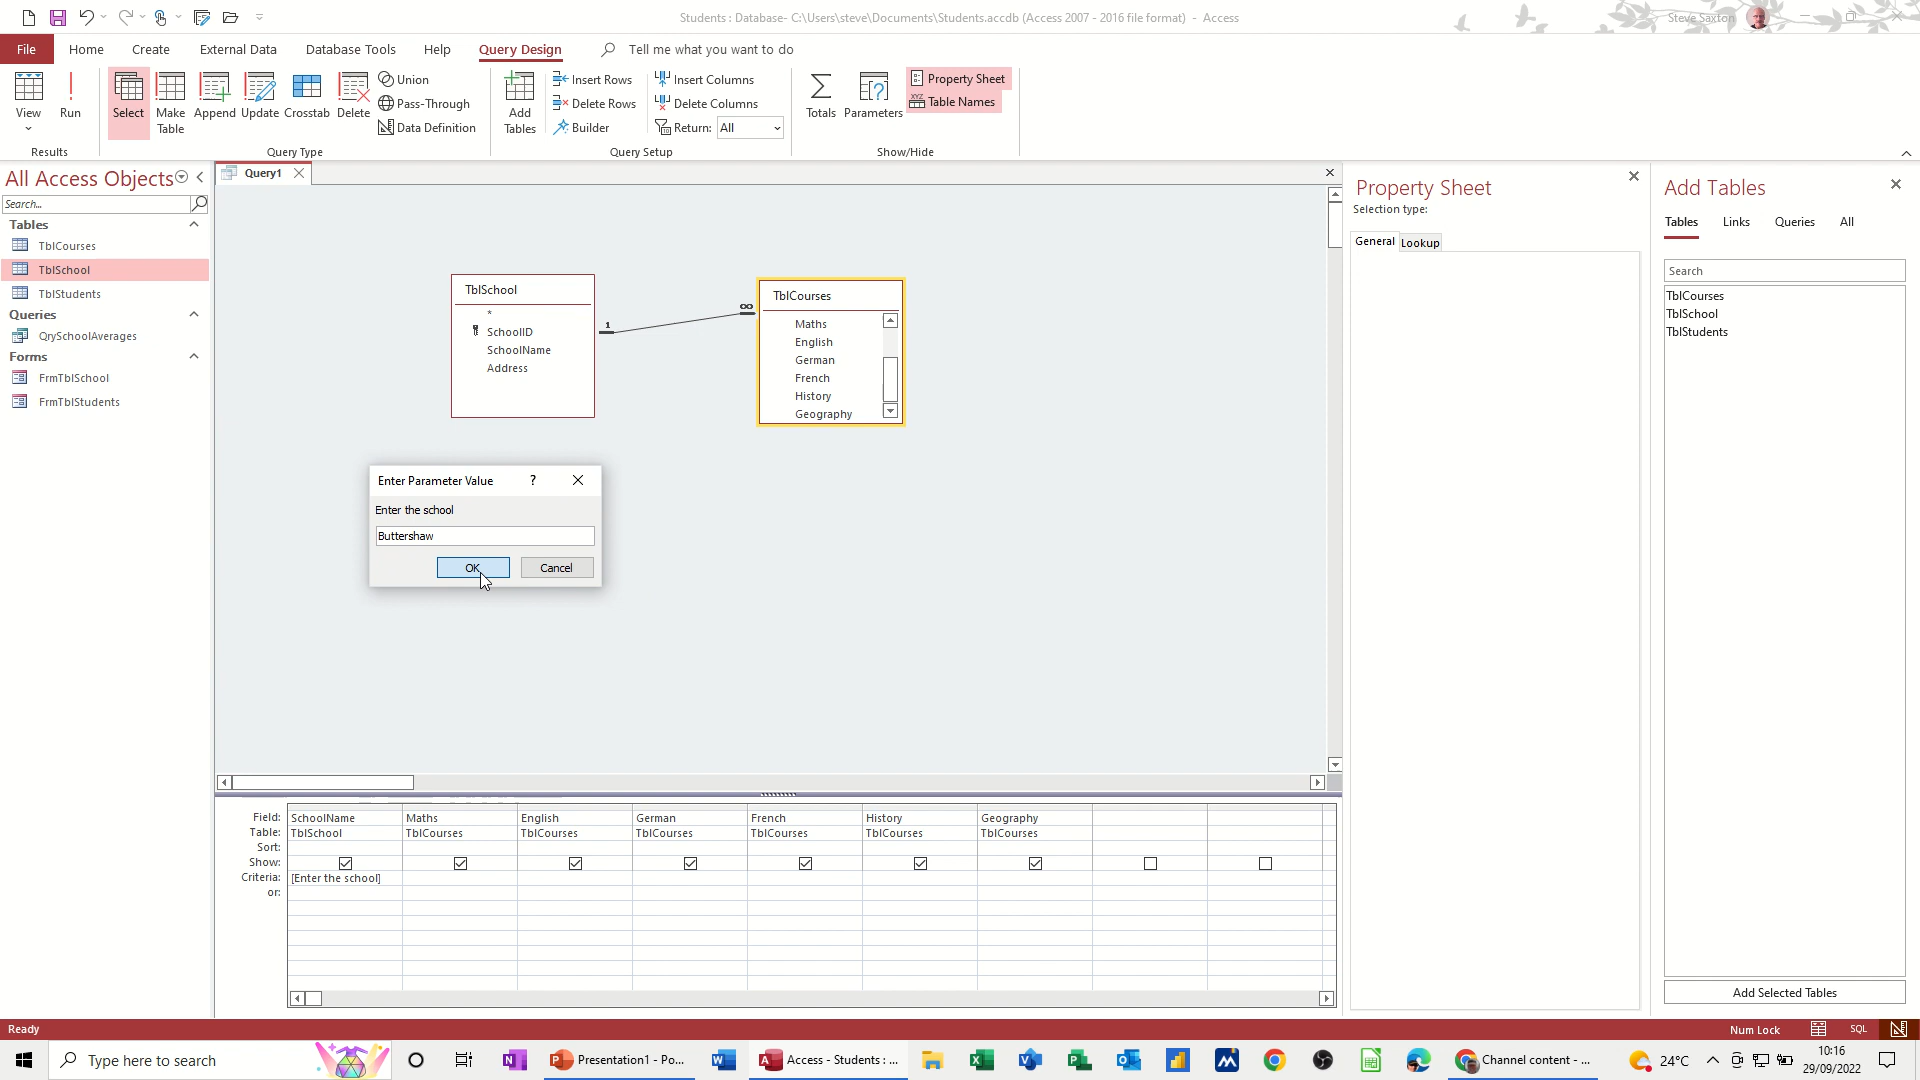 Students : Database- C:\Users\steve\Documents\Students.accdb (Access 2007 - 2016 file format) - Access
Steve Saxton
File
Home
Create
External Data
Database Tools
Help
Query Design
Tell me what you want to do
View
Run
Select
Make
Table
Append
Update
Crosstab
Delete
Union
Pass-Through
Data Definition
Add
Tables
Insert Rows
Delete Rows
Builder
Insert Columns
Delete Columns
Return: All
Totals
Parameters
Property Sheet
Table Names
Results
Query Type
Query Setup
Show/Hide
All Access Objects
Search...
Tables
TblCourses
TblSchool
TblStudents
Queries
QrySchoolAverages
Forms
FrmTblSchool
FrmTblStudents
Query1
TblSchool
*
SchoolID
SchoolName
Address
1
∞
TblCourses
Maths
English
German
French
History
Geography
Enter Parameter Value
?
Enter the school
Buttershaw
OK
Cancel
Field: SchoolName Maths English German French History Geography
Table: TblSchool TblCourses TblCourses TblCourses TblCourses TblCourses TblCourses
Sort:
Show:
Criteria: [Enter the school]
or:
Property Sheet
Selection type:
General
Lookup
Add Tables
Tables
Links
Queries
All
Search
TblCourses
TblSchool
TblStudents
Add Selected Tables
Ready
Num Lock
SQL
Type here to search
Presentation1 - Po...
Access - Students : ...
Channel content - ...
24°C
10:16
29/09/2022